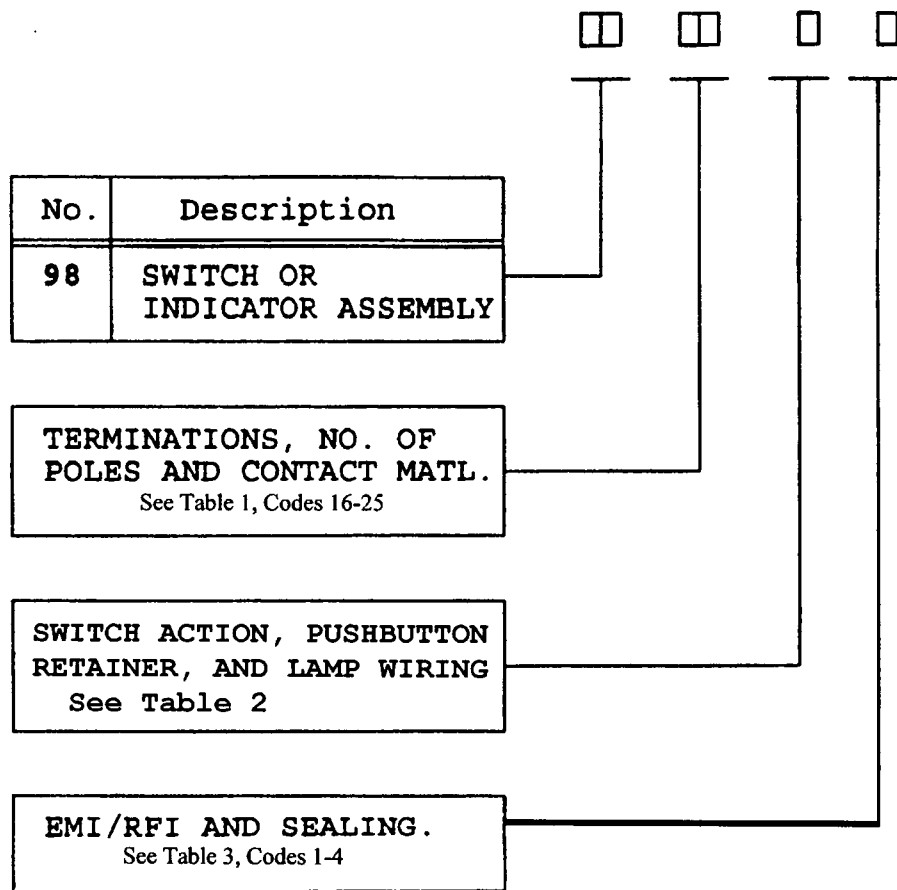 No. Description
98 SWITCH OR
INDICATOR ASSEMBLY
TERMINATIONS, NO. OF
POLES AND CONTACT MATL.
See Table 1, Codes 16-25
SWITCH ACTION, PUSHBUTTON
RETAINER, AND LAMP WIRING
See Table 2
EMI/RFI AND SEALING.
See Table 3, Codes 1-4